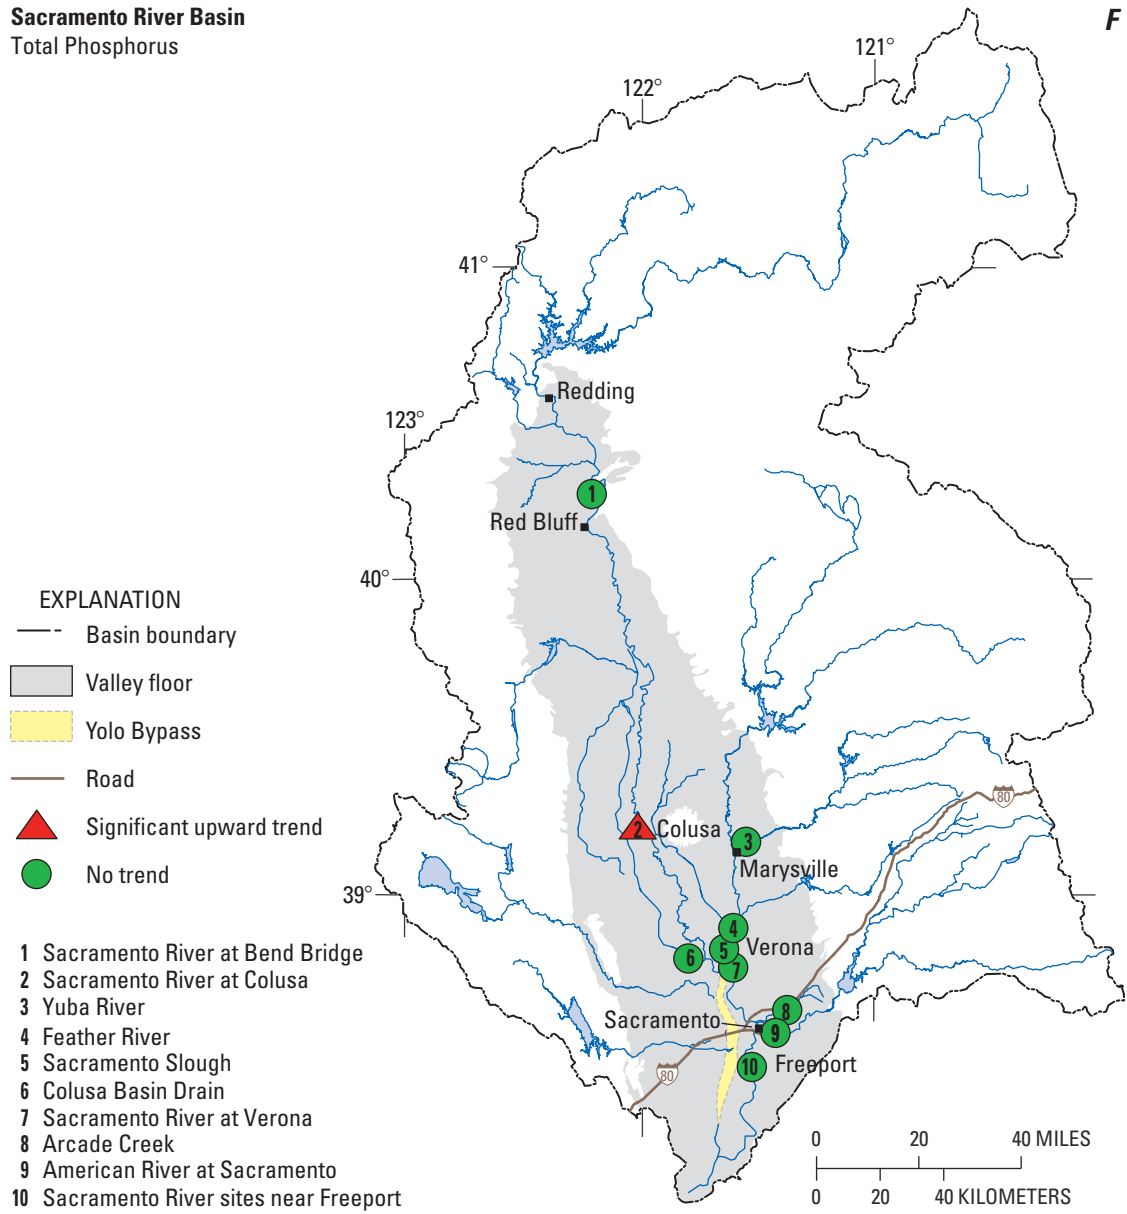 Sacramento River Basin
Total Phosphorus
F
121°
122°
41°
Redding
123°
1
Red Bluff
40°
EXPLANATION
Basin boundary
Valley floor
Yolo Bypass
Road
Significant upward trend
No trend
80
2 Colusa
3
Marysville
39°
4
5 Verona
6
7
8
Sacramento
9
10 Freeport
80
1 Sacramento River at Bend Bridge
2 Sacramento River at Colusa
3 Yuba River
4 Feather River
5 Sacramento Slough
6 Colusa Basin Drain
7 Sacramento River at Verona
8 Arcade Creek
9 American River at Sacramento
10 Sacramento River sites near Freeport
0 20 40 MILES
0 20 40 KILOMETERS